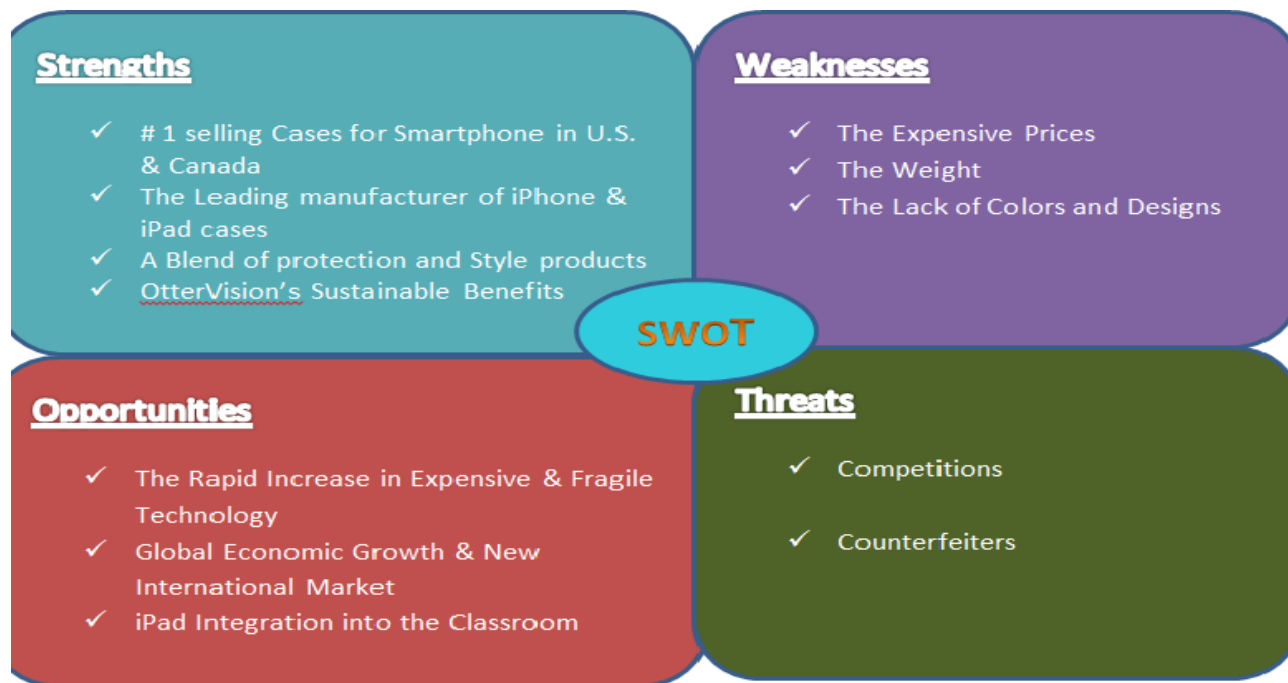 Strengths
✓ # 1 selling Cases for Smartphone in U.S.
& Canada
✓ The Leading manufacturer of iPhone &
iPad cases
✓ A Blend of protection and Style products
✓ OtterVision's Sustainable Benefits
Weaknesses
✓ The Expensive Prices
✓ The Weight
✓ The Lack of Colors and Designs
SWOT
Opportunities
✓ The Rapid Increase in Expensive & Fragile
Technology
✓ Global Economic Growth & New
International Market
✓ iPad Integration into the Classroom
Threats
✓ Competitions
✓ Counterfeiters